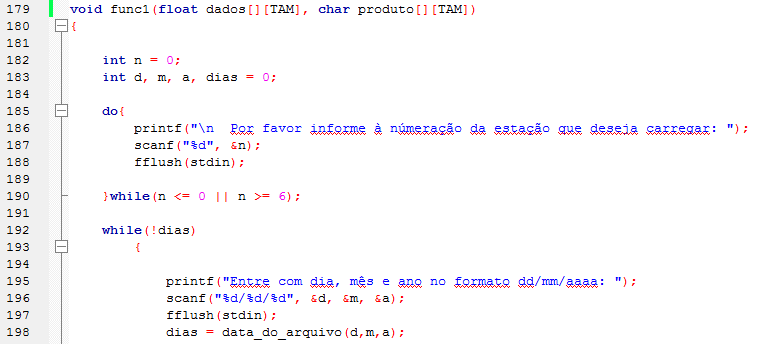 179 void func1(float dados[][TAM], char produto[][TAM])
180 {
181
182 int n = 0;
183 int d, m, a, dias = 0;
184
185 do{
186 printf("\n  Por favor informe à númeração da estação que deseja carregar: ");
187 scanf("%d", &n);
188 fflush(stdin);
189
190 }while(n <= 0 || n >= 6);
191
192 while(!dias)
193 {
194
195 printf("Entre com dia, mês e ano no formato dd/mm/aaaa: ");
196 scanf("%d/%d/%d", &d, &m, &a);
197 fflush(stdin);
198 dias = data_do_arquivo(d,m,a);